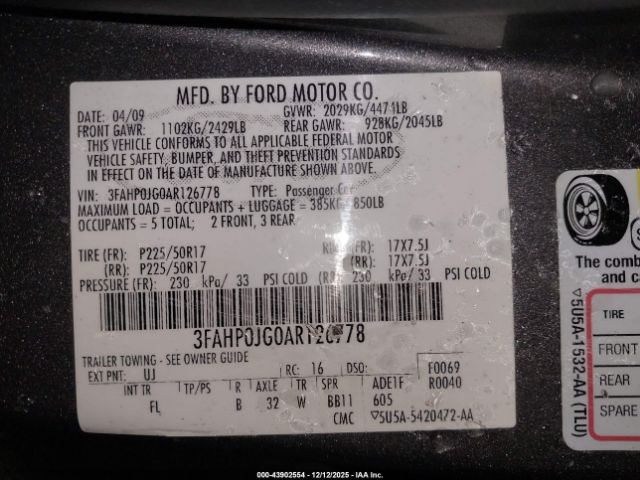 MFD. BY FORD MOTOR CO.
DATE: 04/09 GVWR: 2029KG/4471LB
FRONT GAWR: 1102KG/2429LB REAR GAWR: 928KG/2045LB
THIS VEHICLE CONFORMS TO ALL APPLICABLE FEDERAL MOTOR
VEHICLE SAFETY, BUMPER, AND THEFT PREVENTION STANDARDS
IN EFFECT ON THE DATE OF MANUFACTURE SHOWN ABOVE.
VIN: 3FAHP0JG0AR126778 TYPE: Passenger Car
MAXIMUM LOAD = OCCUPANTS + LUGGAGE = 385KG 850LB
OCCUPANTS = 5 TOTAL; 2 FRONT, 3 REAR
TIRE (FR): P225/50R17 (FR): 17X7.5J
(RR): P225/50R17 (RR): 17X7.5J
PRESSURE (FR): 230 kPa/ 33 PSI COLD (RR): 230 kPa/ 33 PSI COLD
3FAHP0JG0AR126778
TRAILER TOWING - SEE OWNER GUIDE
EXT PNT: UJ RC: 16 DSO: F0069
INT TR TP/PS R AXLE TR SPR ADE1F R0040
FL B 32 W BB11 605
CMC ▽5U5A-5420472-AA
The comb
and c
TIRE
FRONT
REAR
SPARE
▽5U5A-1532-AA (TLU)
000-43902554 | 12/12/2025 - IAA Inc.